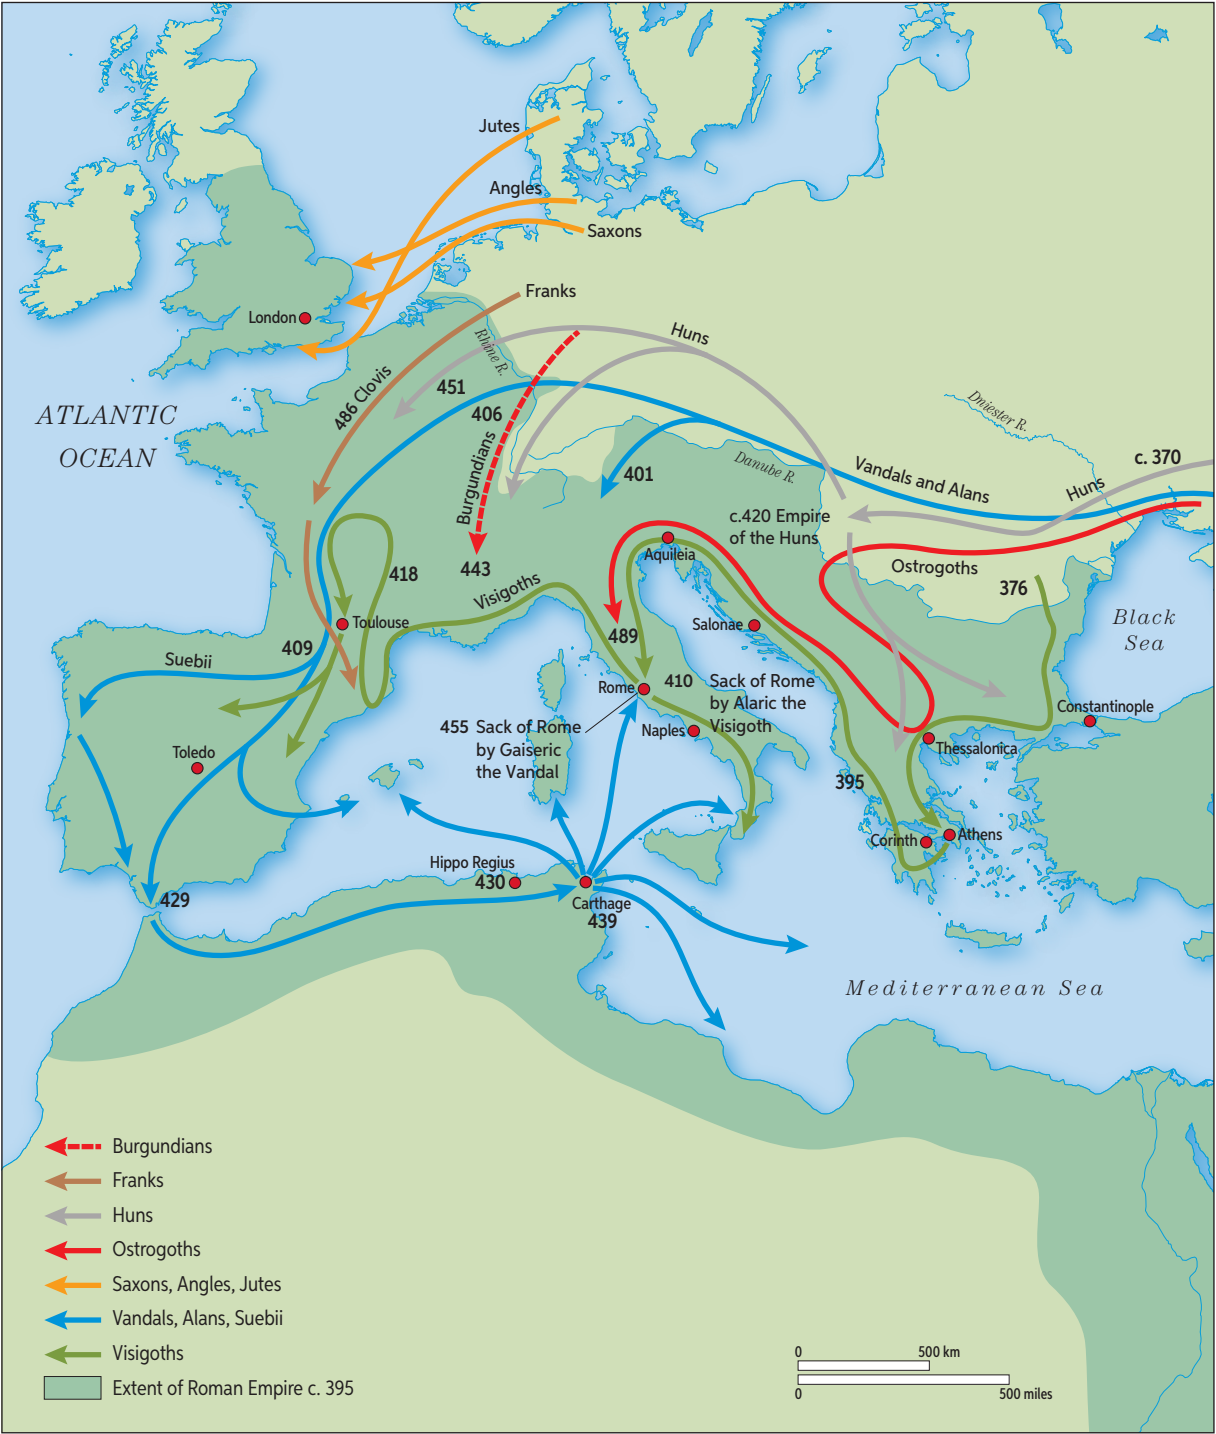 Jutes
Angles
Saxons
Franks
London
Rhine R.
Huns
486 Clovis
451
406
ATLANTIC
OCEAN
Dniester R.
Burgundians
401
Danube R.
Vandals and Alans
c. 370
Huns
c.420 Empire
of the Huns
Aquileia
Ostrogoths
443
418
376
Visigoths
Toulouse
Salonae
489
Black
Sea
409
Suebii
Rome
410
Sack of Rome
by Alaric the
Visigoth
455 Sack of Rome
by Gaiseric
the Vandal
Naples
Constantinople
Thessalonica
Toledo
395
Corinth
Athens
Hippo Regius
430
Carthage
439
429
Mediterranean Sea
Burgundians
Franks
Huns
Ostrogoths
Saxons, Angles, Jutes
Vandals, Alans, Suebii
Visigoths
Extent of Roman Empire c. 395
0 500 km
0 500 miles